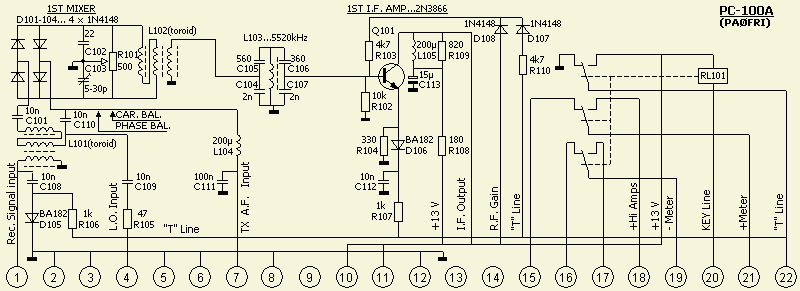 1ST MIXER
D101-104... 4 x 1N4148
L102(toroid)
L103...5520kHz
1ST I.F. AMP...2N3866
PC-100A
(PAØFRI)
22
C102
C103
5-30p
R101
500
560
C105
C104
2n
360
C106
C107
2n
Q101
4k7
R103
200µ
L105
820
R109
15µ
C113
1N4148
D108
1N4148
D107
4k7
R110
RL101
10k
R102
10n
C101
10n
C110
CAR. BAL.
PHASE BAL.
L101(toroid)
200µ
L104
330
R104
BA182
D106
180
R108
10n
C108
10n
C109
100n
C111
10n
C112
BA182
D105
1k
R106
47
R105
1k
R107
Rec. Signal input
L.O. Input
"T" Line
TX A.F. Input
+13 V
I.F. Output
R.F. Gain
"T" Line
+Hi Amps
+13 V
- Meter
KEY Line
+Meter
"T" Line
1 2 3 4 5 6 7 8 9 10 11 12 13 14 15 16 17 18 19 20 21 22